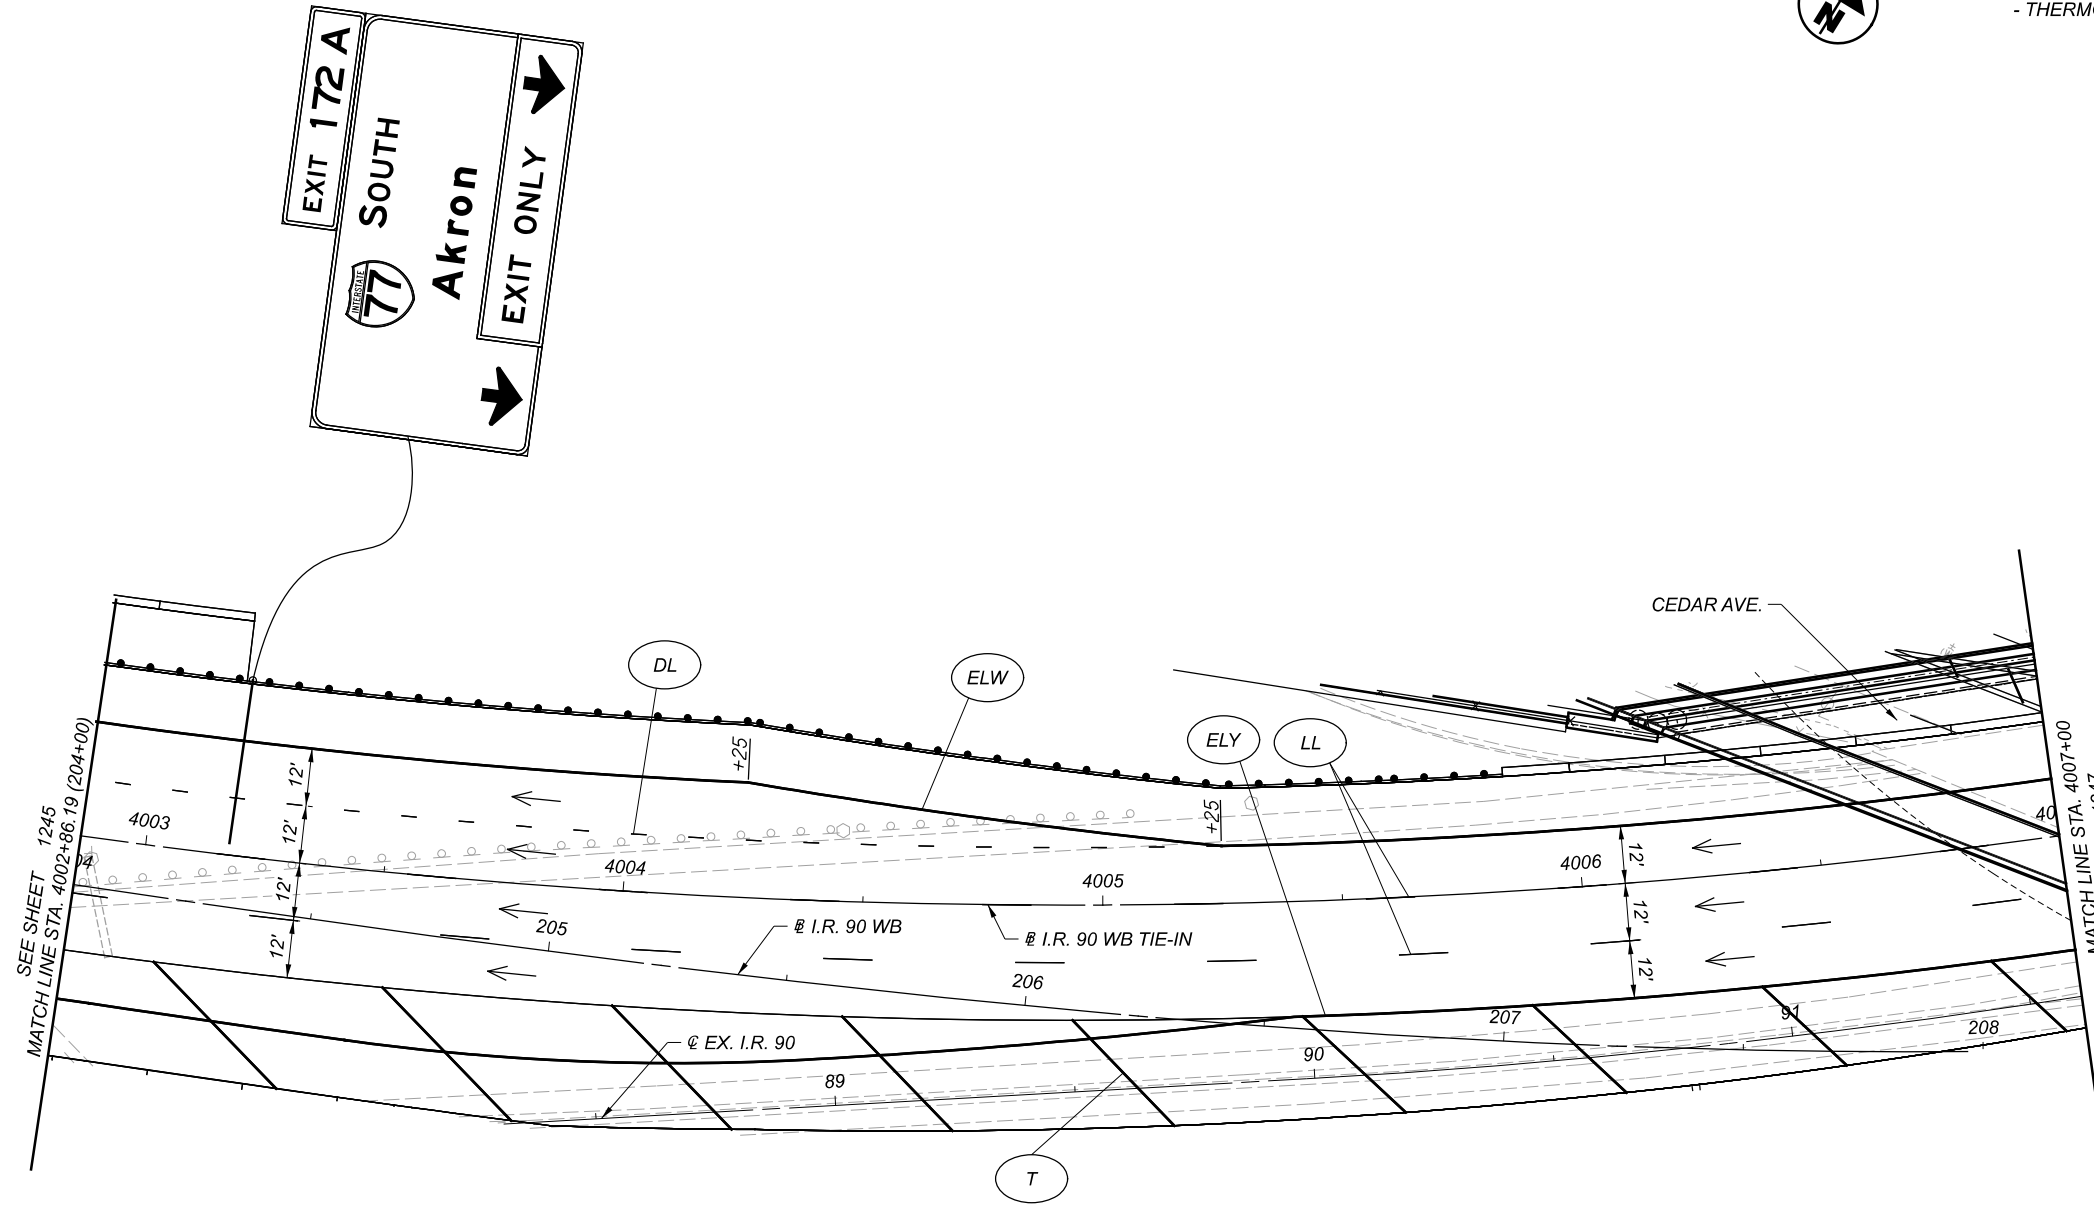 N
- THERMO
EXIT 172 A
INTERSTATE
77
SOUTH
Akron
EXIT ONLY
CEDAR AVE.
DL
ELW
ELY
LL
+25
+25
SEE SHEET 1245
MATCH LINE STA. 4002+86.19 (204+00)
MATCH LINE STA. 4007+00
12'
12'
12'
12'
12'
12'
12'
4003
4004
4005
4006
40
04
205
206
207
208
℄ I.R. 90 WB
℄ I.R. 90 WB TIE-IN
℄ EX. I.R. 90
89
90
91
T